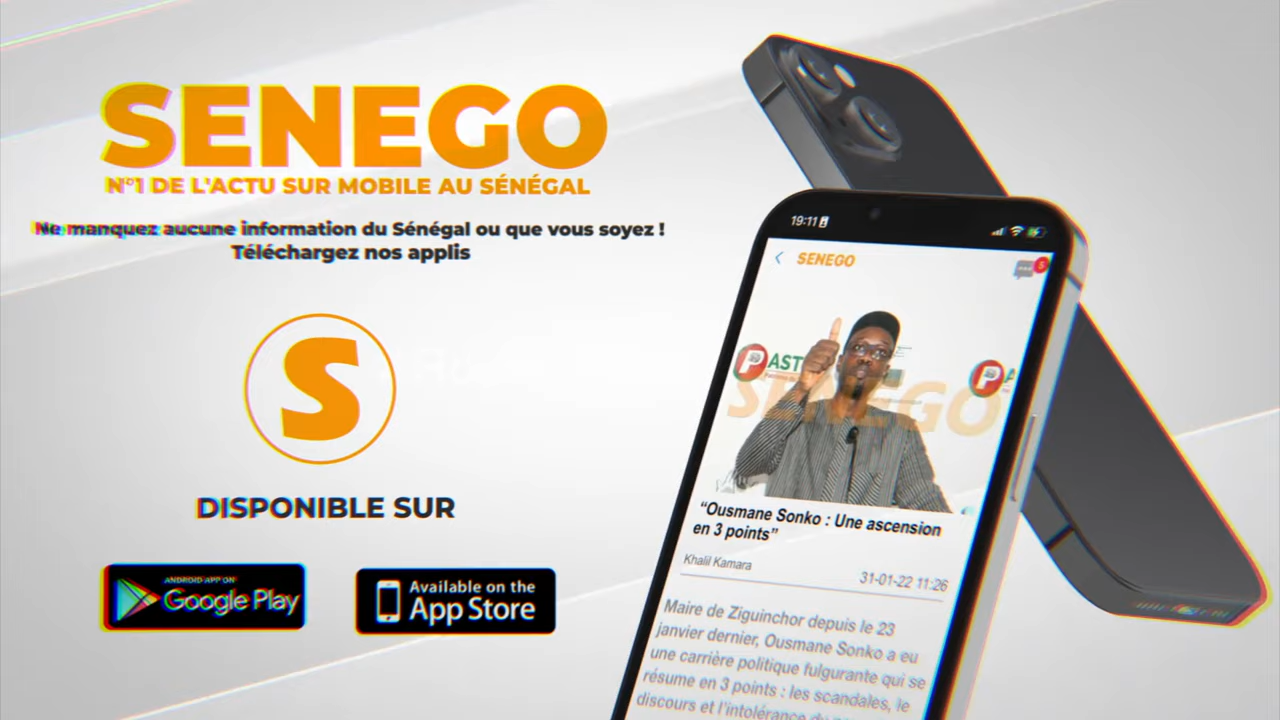 SENEGO
N°1 DE L'ACTU SUR MOBILE AU SÉNÉGAL
Ne manquez aucune information du Sénégal ou que vous soyez !
Téléchargez nos applis
S
DISPONIBLE SUR
ANDROID APP ON
Google Play
Available on the
App Store
19:11
SENEGO
5
PAST
SENEGO
"Ousmane Sonko : Une ascension
en 3 points"
Khalil Kamara
31-01-22 11:26
Maire de Ziguinchor depuis le 23
janvier dernier, Ousmane Sonko a eu
une carrière politique fulgurante qui se
résume en 3 points : les scandales, le
discours et l'intolérance du